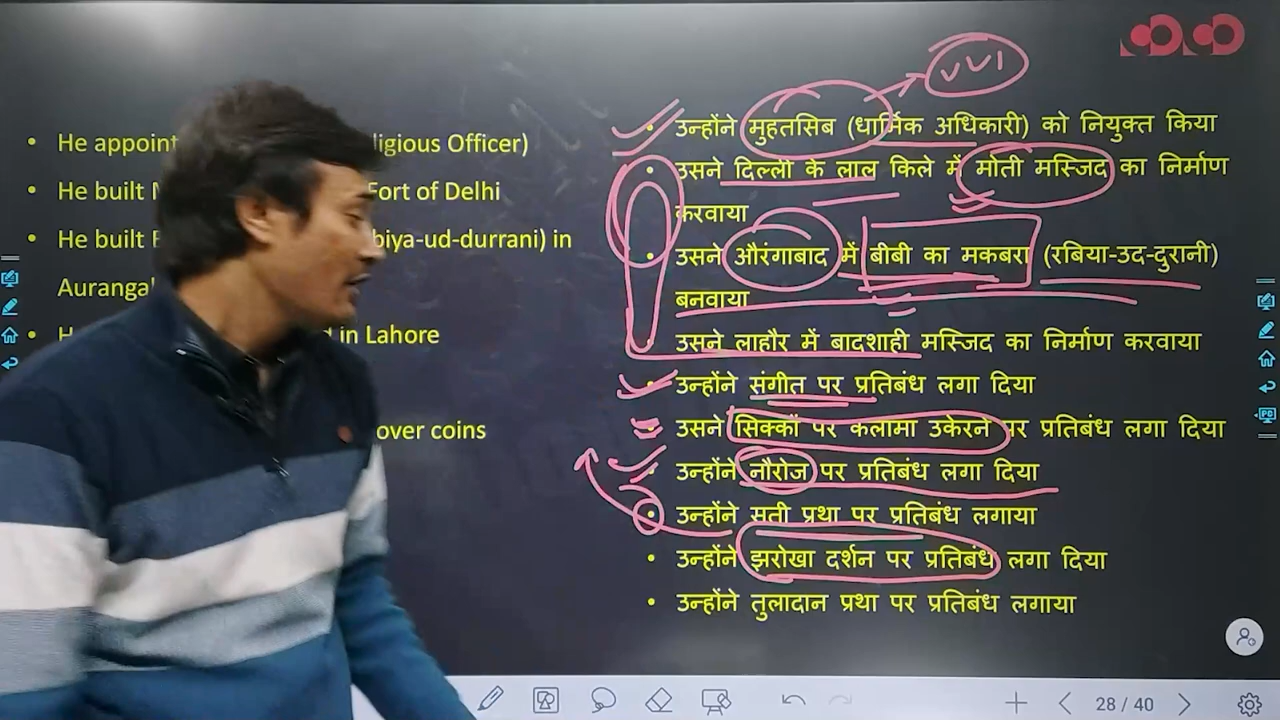 VVI
• उन्होंने मुहतसिब (धार्मिक अधिकारी) को नियुक्त किया
• उसने दिल्ली के लाल किले में मोती मस्जिद का निर्माण
करवाया
• उसने औरंगाबाद में बीबी का मकबरा (रबिया-उद-दुरानी)
बनवाया
उसने लाहौर में बादशाही मस्जिद का निर्माण करवाया
• उन्होंने संगीत पर प्रतिबंध लगा दिया
• उसने सिक्कों पर कलामा उकेरने पर प्रतिबंध लगा दिया
• उन्होंने नौरोज पर प्रतिबंध लगा दिया
• उन्होंने सती प्रथा पर प्रतिबंध लगाया
• उन्होंने झरोखा दर्शन पर प्रतिबंध लगा दिया
• उन्होंने तुलादान प्रथा पर प्रतिबंध लगाया
• He appoint ligious Officer)
• He built Fort of Delhi
• He built biya-ud-durrani) in
Aurangal
in Lahore
over coins
28 / 40